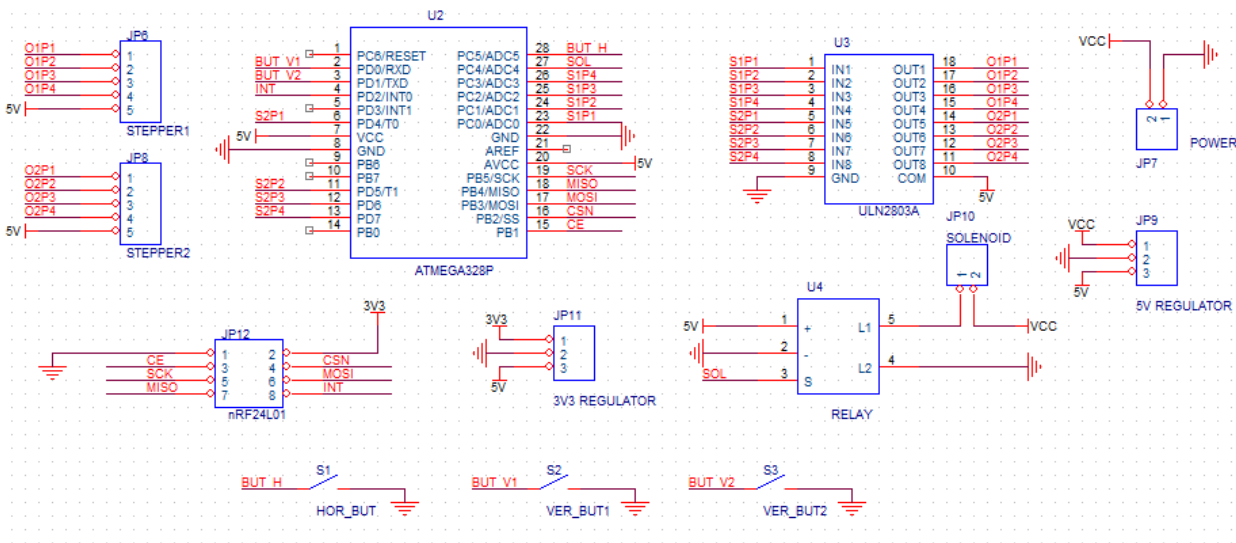 U2
JP6
O1P1 1
O1P2 2
O1P3 3
O1P4 4
5V 5
STEPPER1
JP8
O2P1 1
O2P2 2
O2P3 3
O2P4 4
5V 5
STEPPER2
1 PC6/RESET PC5/ADC5 28 BUT_H
BUT_V1 2 PD0/RXD PC4/ADC4 27 SOL
BUT_V2 3 PD1/TXD PC3/ADC3 26 S1P4
INT 4 PD2/INT0 PC2/ADC2 25 S1P3
5 PD3/INT1 PC1/ADC1 24 S1P2
S2P1 6 PD4/T0 PC0/ADC0 23 S1P1
5V 7 VCC GND 22
8 GND AREF 21
9 PB6 AVCC 20 5V
10 PB7 PB5/SCK 19 SCK
S2P2 11 PD5/T1 PB4/MISO 18 MISO
S2P3 12 PD6 PB3/MOSI 17 MOSI
S2P4 13 PD7 PB2/SS 16 CSN
14 PB0 PB1 15 CE
ATMEGA328P
U3
S1P1 1 IN1 OUT1 18 O1P1
S1P2 2 IN2 OUT2 17 O1P2
S1P3 3 IN3 OUT3 16 O1P3
S1P4 4 IN4 OUT4 15 O1P4
S2P1 5 IN5 OUT5 14 O2P1
S2P2 6 IN6 OUT6 13 O2P2
S2P3 7 IN7 OUT7 12 O2P3
S2P4 8 IN8 OUT8 11 O2P4
9 GND COM 10
5V
ULN2803A
VCC
2 1
POWER
JP7
JP10
SOLENOID
1 2
JP9
VCC 1
2
5V 3
5V REGULATOR
U4
5V 1 + L1 5 VCC
2 -
SOL 3 S L2 4
RELAY
3V3
JP12
1 2
CE 3 4 CSN
SCK 5 6 MOSI
MISO 7 8 INT
nRF24L01
JP11
3V3 1
2
5V 3
3V3 REGULATOR
BUT_H S1
HOR_BUT
BUT_V1 S2
VER_BUT1
BUT_V2 S3
VER_BUT2